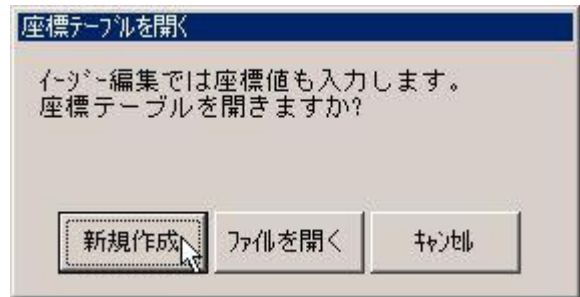 座標ﾃｰﾌﾞﾙを開く
ｲｰｼﾞｰ編集では座標値も入力します。
座標テーブルを開きますか?
新規作成 ﾌｧｲﾙを開く ｷｬﾝｾﾙ